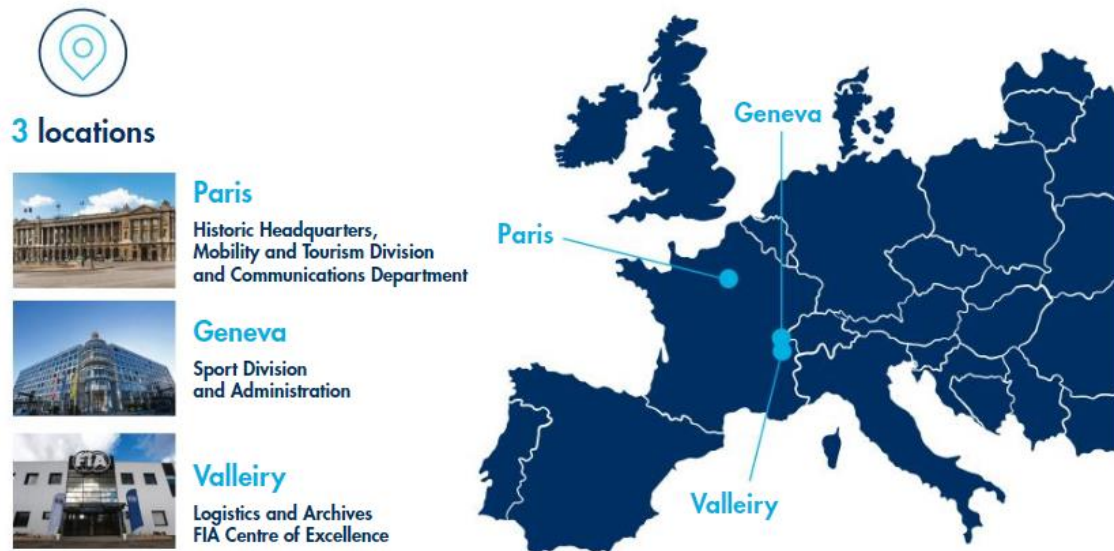 3 locations
Paris
Historic Headquarters,
Mobility and Tourism Division
and Communications Department
Geneva
Sport Division
and Administration
FIA
Valleiry
Logistics and Archives
FIA Centre of Excellence
Geneva
Paris
Valleiry